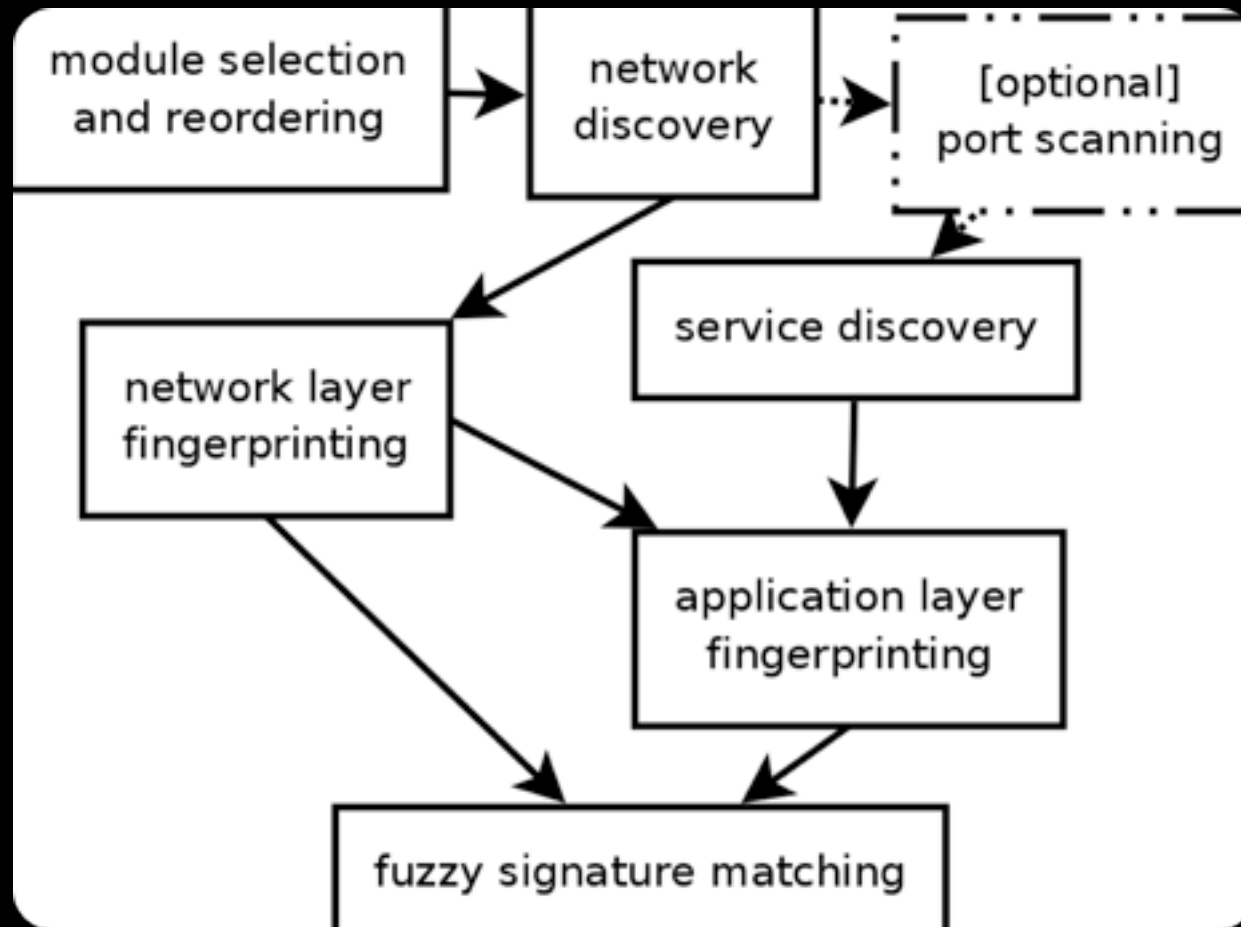 module selection
and reordering
network
discovery
[optional]
port scanning
service discovery
network layer
fingerprinting
application layer
fingerprinting
fuzzy signature matching